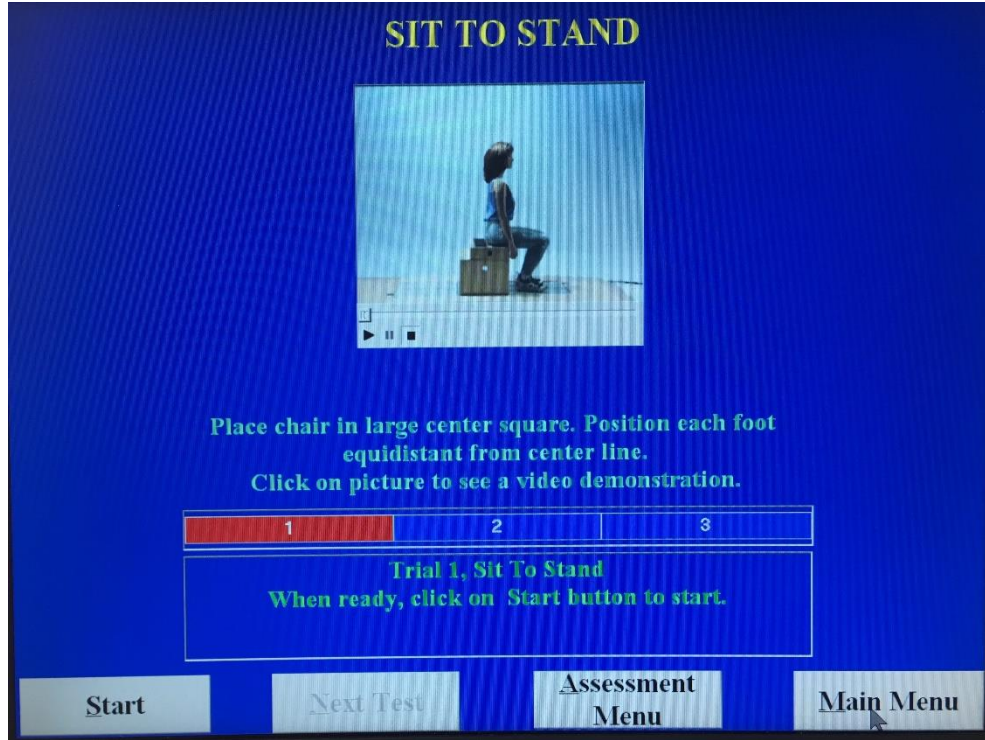 SIT TO STAND
Place chair in large center square. Position each foot
equidistant from center line.
Click on picture to see a video demonstration.
1 2 3
Trial 1, Sit To Stand
When ready, click on Start button to start.
Start
Next Test
Assessment
Menu
Main Menu